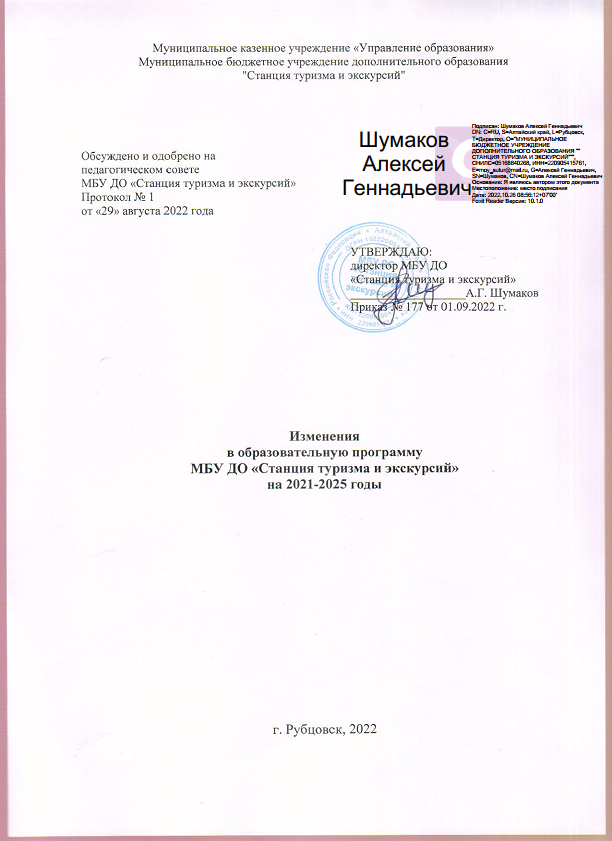 Муниципальное казенное учреждение «Управление образования»
Муниципальное бюджетное учреждение дополнительного образования
"Станция туризма и экскурсий"
Обсуждено и одобрено на
педагогическом совете
МБУ ДО «Станция туризма и экскурсий»
Протокол № 1
от «29» августа 2022 года
Шумаков
Алексей
Геннадьевич
Подписан: Шумаков Алексей Геннадьевич
DN: C=RU, S=Алтайский край, L=Рубцовск,
T=Директор, O="МУНИЦИПАЛЬНОЕ
БЮДЖЕТНОЕ УЧРЕЖДЕНИЕ
ДОПОЛНИТЕЛЬНОГО ОБРАЗОВАНИЯ ""
СТАНЦИЯ ТУРИЗМА И ЭКСКУРСИЙ""",
СНИЛС=05168840268, ИНН=220905415761,
E=moy_sutur@mail.ru, G=Алексей Геннадьевич,
SN=Шумаков, CN=Шумаков Алексей Геннадьевич
Основание: Я являюсь автором этого документа
Местоположение: место подписания
Дата: 2022.10.26 08:56:12+07'00'
Foxit Reader Версия: 10.1.0
УТВЕРЖДАЮ:
директор МБУ ДО
«Станция туризма и экскурсий»
А.Г. Шумаков
Приказ № 177 от 01.09.2022 г.
Изменения
в образовательную программу
МБУ ДО «Станция туризма и экскурсий»
на 2021-2025 годы
г. Рубцовск, 2022